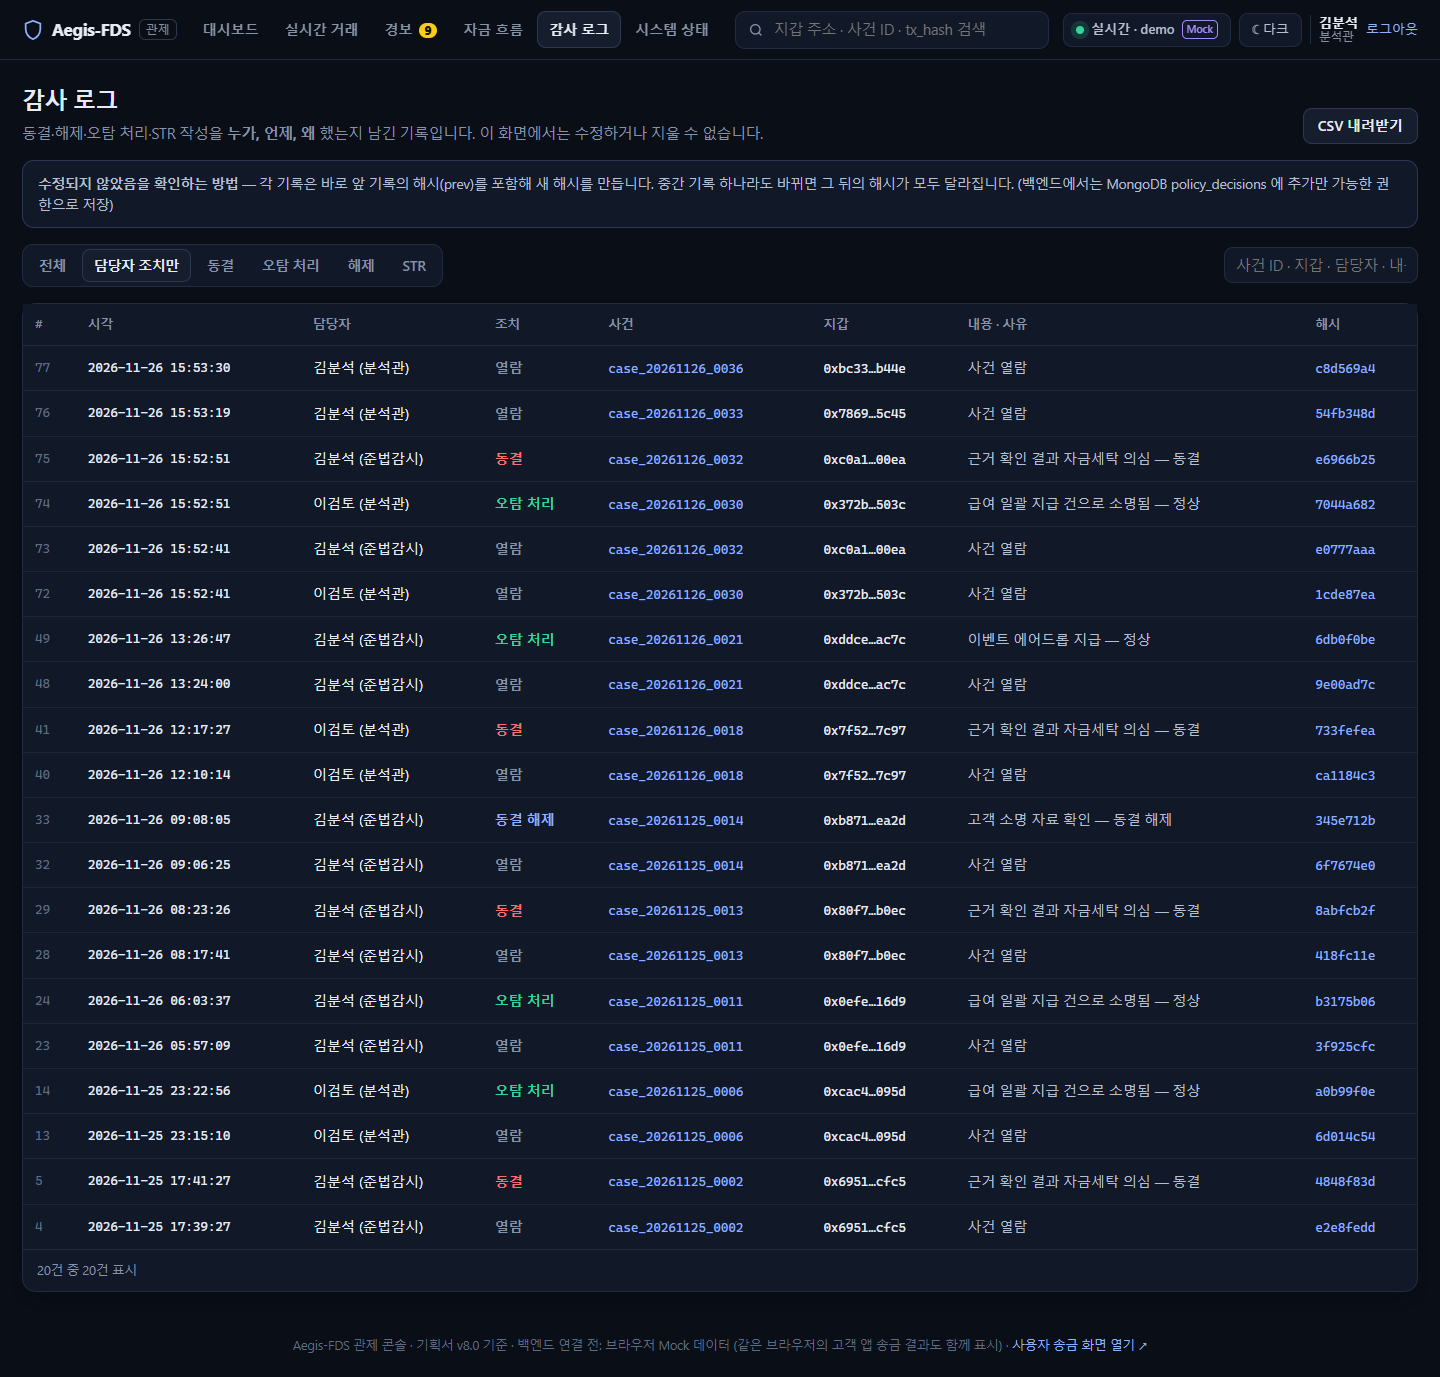 Aegis-FDS 관제 대시보드 실시간 거래 경보 9 자금 흐름 감사 로그 시스템 상태 지갑 주소 · 사건 ID · tx_hash 검색 실시간 · demo Mock ☾ 다크 김분석 분석관 로그아웃
감사 로그
동결·해제·오탐 처리·STR 작성을 누가, 언제, 왜 했는지 남긴 기록입니다. 이 화면에서는 수정하거나 지울 수 없습니다.
CSV 내려받기
수정되지 않았음을 확인하는 방법 — 각 기록은 바로 앞 기록의 해시(prev)를 포함해 새 해시를 만듭니다. 중간 기록 하나라도 바뀌면 그 뒤의 해시가 모두 달라집니다. (백엔드에서는 MongoDB policy_decisions 에 추가만 가능한 권
한으로 저장)
전체 담당자 조치만 동결 오탐 처리 해제 STR 사건 ID · 지갑 · 담당자 · 내·
# 시각 담당자 조치 사건 지갑 내용 · 사유 해시
77 2026-11-26 15:53:30 김분석 (분석관) 열람 case_20261126_0036 0xbc33…b44e 사건 열람 c8d569a4
76 2026-11-26 15:53:19 김분석 (분석관) 열람 case_20261126_0033 0x7869…5c45 사건 열람 54fb348d
75 2026-11-26 15:52:51 김분석 (준법감시) 동결 case_20261126_0032 0xc0a1…00ea 근거 확인 결과 자금세탁 의심 — 동결 e6966b25
74 2026-11-26 15:52:51 이검토 (분석관) 오탐 처리 case_20261126_0030 0x372b…503c 급여 일괄 지급 건으로 소명됨 — 정상 7044a682
73 2026-11-26 15:52:41 김분석 (준법감시) 열람 case_20261126_0032 0xc0a1…00ea 사건 열람 e0777aaa
72 2026-11-26 15:52:41 이검토 (분석관) 열람 case_20261126_0030 0x372b…503c 사건 열람 1cde87ea
49 2026-11-26 13:26:47 김분석 (준법감시) 오탐 처리 case_20261126_0021 0xddce…ac7c 이벤트 에어드롭 지급 — 정상 6db0f0be
48 2026-11-26 13:24:00 김분석 (준법감시) 열람 case_20261126_0021 0xddce…ac7c 사건 열람 9e00ad7c
41 2026-11-26 12:17:27 이검토 (분석관) 동결 case_20261126_0018 0x7f52…7c97 근거 확인 결과 자금세탁 의심 — 동결 733fefea
40 2026-11-26 12:10:14 이검토 (분석관) 열람 case_20261126_0018 0x7f52…7c97 사건 열람 ca1184c3
33 2026-11-26 09:08:05 김분석 (준법감시) 동결 해제 case_20261125_0014 0xb871…ea2d 고객 소명 자료 확인 — 동결 해제 345e712b
32 2026-11-26 09:06:25 김분석 (준법감시) 열람 case_20261125_0014 0xb871…ea2d 사건 열람 6f7674e0
29 2026-11-26 08:23:26 김분석 (준법감시) 동결 case_20261125_0013 0x80f7…b0ec 근거 확인 결과 자금세탁 의심 — 동결 8abfcb2f
28 2026-11-26 08:17:41 김분석 (준법감시) 열람 case_20261125_0013 0x80f7…b0ec 사건 열람 418fc11e
24 2026-11-26 06:03:37 김분석 (준법감시) 오탐 처리 case_20261125_0011 0x0efe…16d9 급여 일괄 지급 건으로 소명됨 — 정상 b3175b06
23 2026-11-26 05:57:09 김분석 (준법감시) 열람 case_20261125_0011 0x0efe…16d9 사건 열람 3f925cfc
14 2026-11-25 23:22:56 이검토 (분석관) 오탐 처리 case_20261125_0006 0xcac4…095d 급여 일괄 지급 건으로 소명됨 — 정상 a0b99f0e
13 2026-11-25 23:15:10 이검토 (분석관) 열람 case_20261125_0006 0xcac4…095d 사건 열람 6d014c54
5 2026-11-25 17:41:27 김분석 (준법감시) 동결 case_20261125_0002 0x6951…cfc5 근거 확인 결과 자금세탁 의심 — 동결 4848f83d
4 2026-11-25 17:39:27 김분석 (준법감시) 열람 case_20261125_0002 0x6951…cfc5 사건 열람 e2e8fedd
20건 중 20건 표시
Aegis-FDS 관제 콘솔 · 기획서 v8.0 기준 · 백엔드 연결 전: 브라우저 Mock 데이터 (같은 브라우저의 고객 앱 송금 결과도 함께 표시) · 사용자 송금 화면 열기 ↗